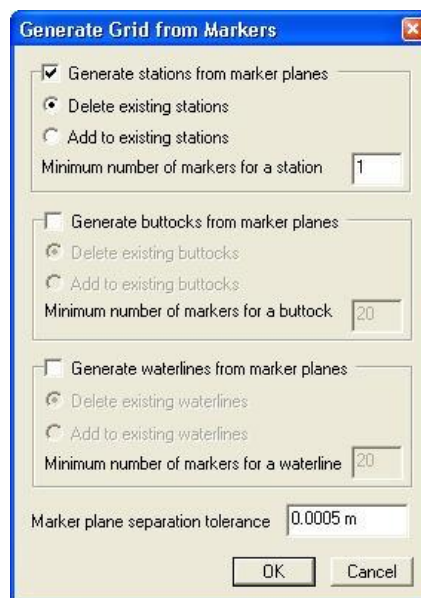 Generate Grid from Markers
Generate stations from marker planes
Delete existing stations
Add to existing stations
Minimum number of markers for a station 1
Generate buttocks from marker planes
Delete existing buttocks
Add to existing buttocks
Minimum number of markers for a buttock 20
Generate waterlines from marker planes
Delete existing waterlines
Add to existing waterlines
Minimum number of markers for a waterline 20
Marker plane separation tolerance 0.0005 m
OK Cancel